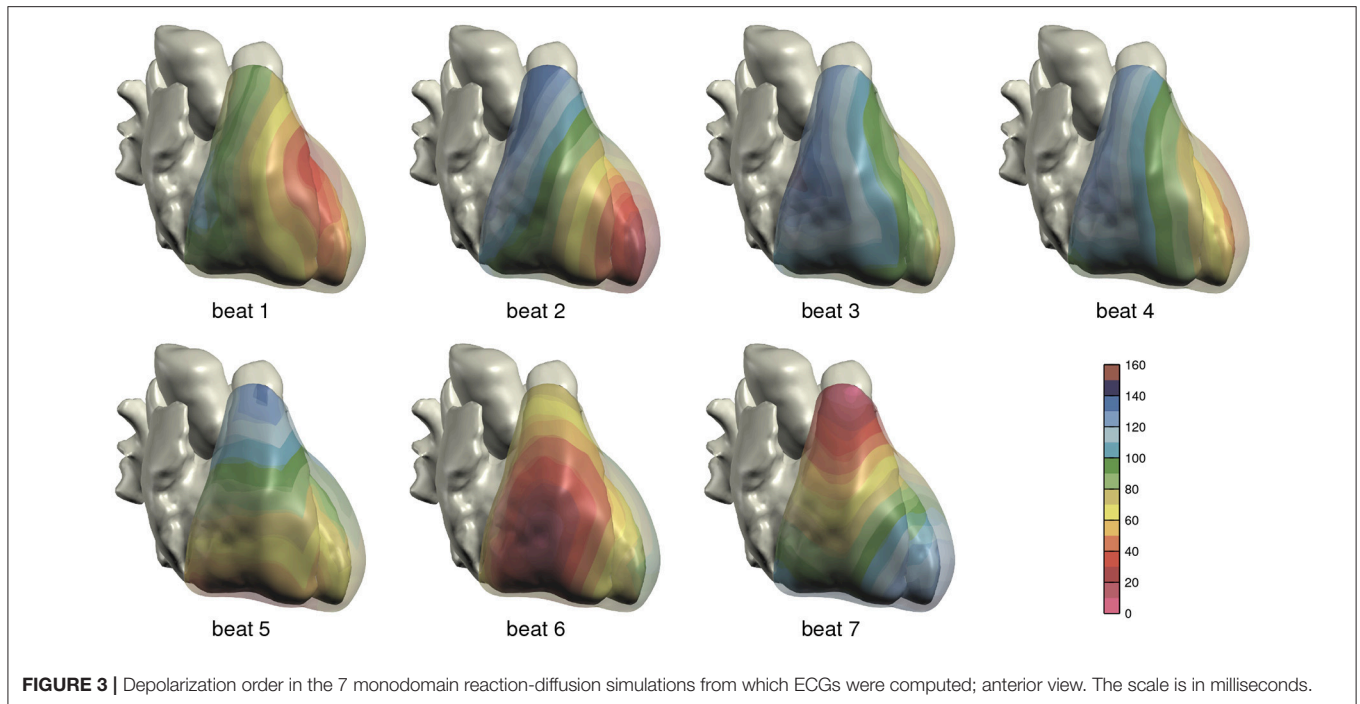 beat 1
beat 2
beat 3
beat 4
beat 5
beat 6
beat 7
160
140
120
100
80
60
40
20
0
FIGURE 3 | Depolarization order in the 7 monodomain reaction-diffusion simulations from which ECGs were computed; anterior view. The scale is in milliseconds.